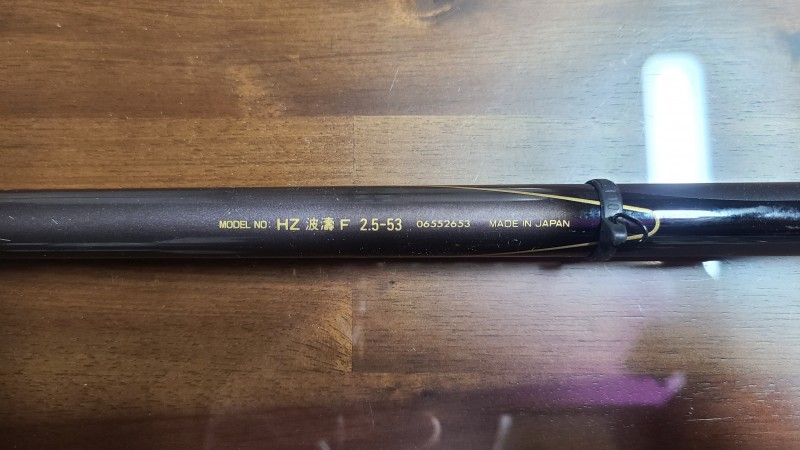 MODEL NO: HZ 波濤 F 2.5-53 06552653 MADE IN JAPAN